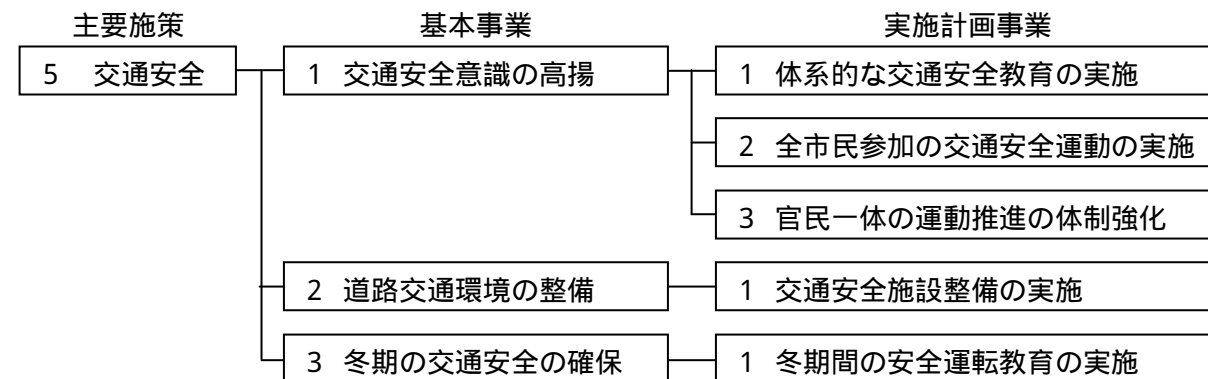 主要施策 基本事業 実施計画事業
5 交通安全 1 交通安全意識の高揚 1 体系的な交通安全教育の実施
2 全市民参加の交通安全運動の実施
3 官民一体の運動推進の体制強化
2 道路交通環境の整備 1 交通安全施設整備の実施
3 冬期の交通安全の確保 1 冬期間の安全運転教育の実施